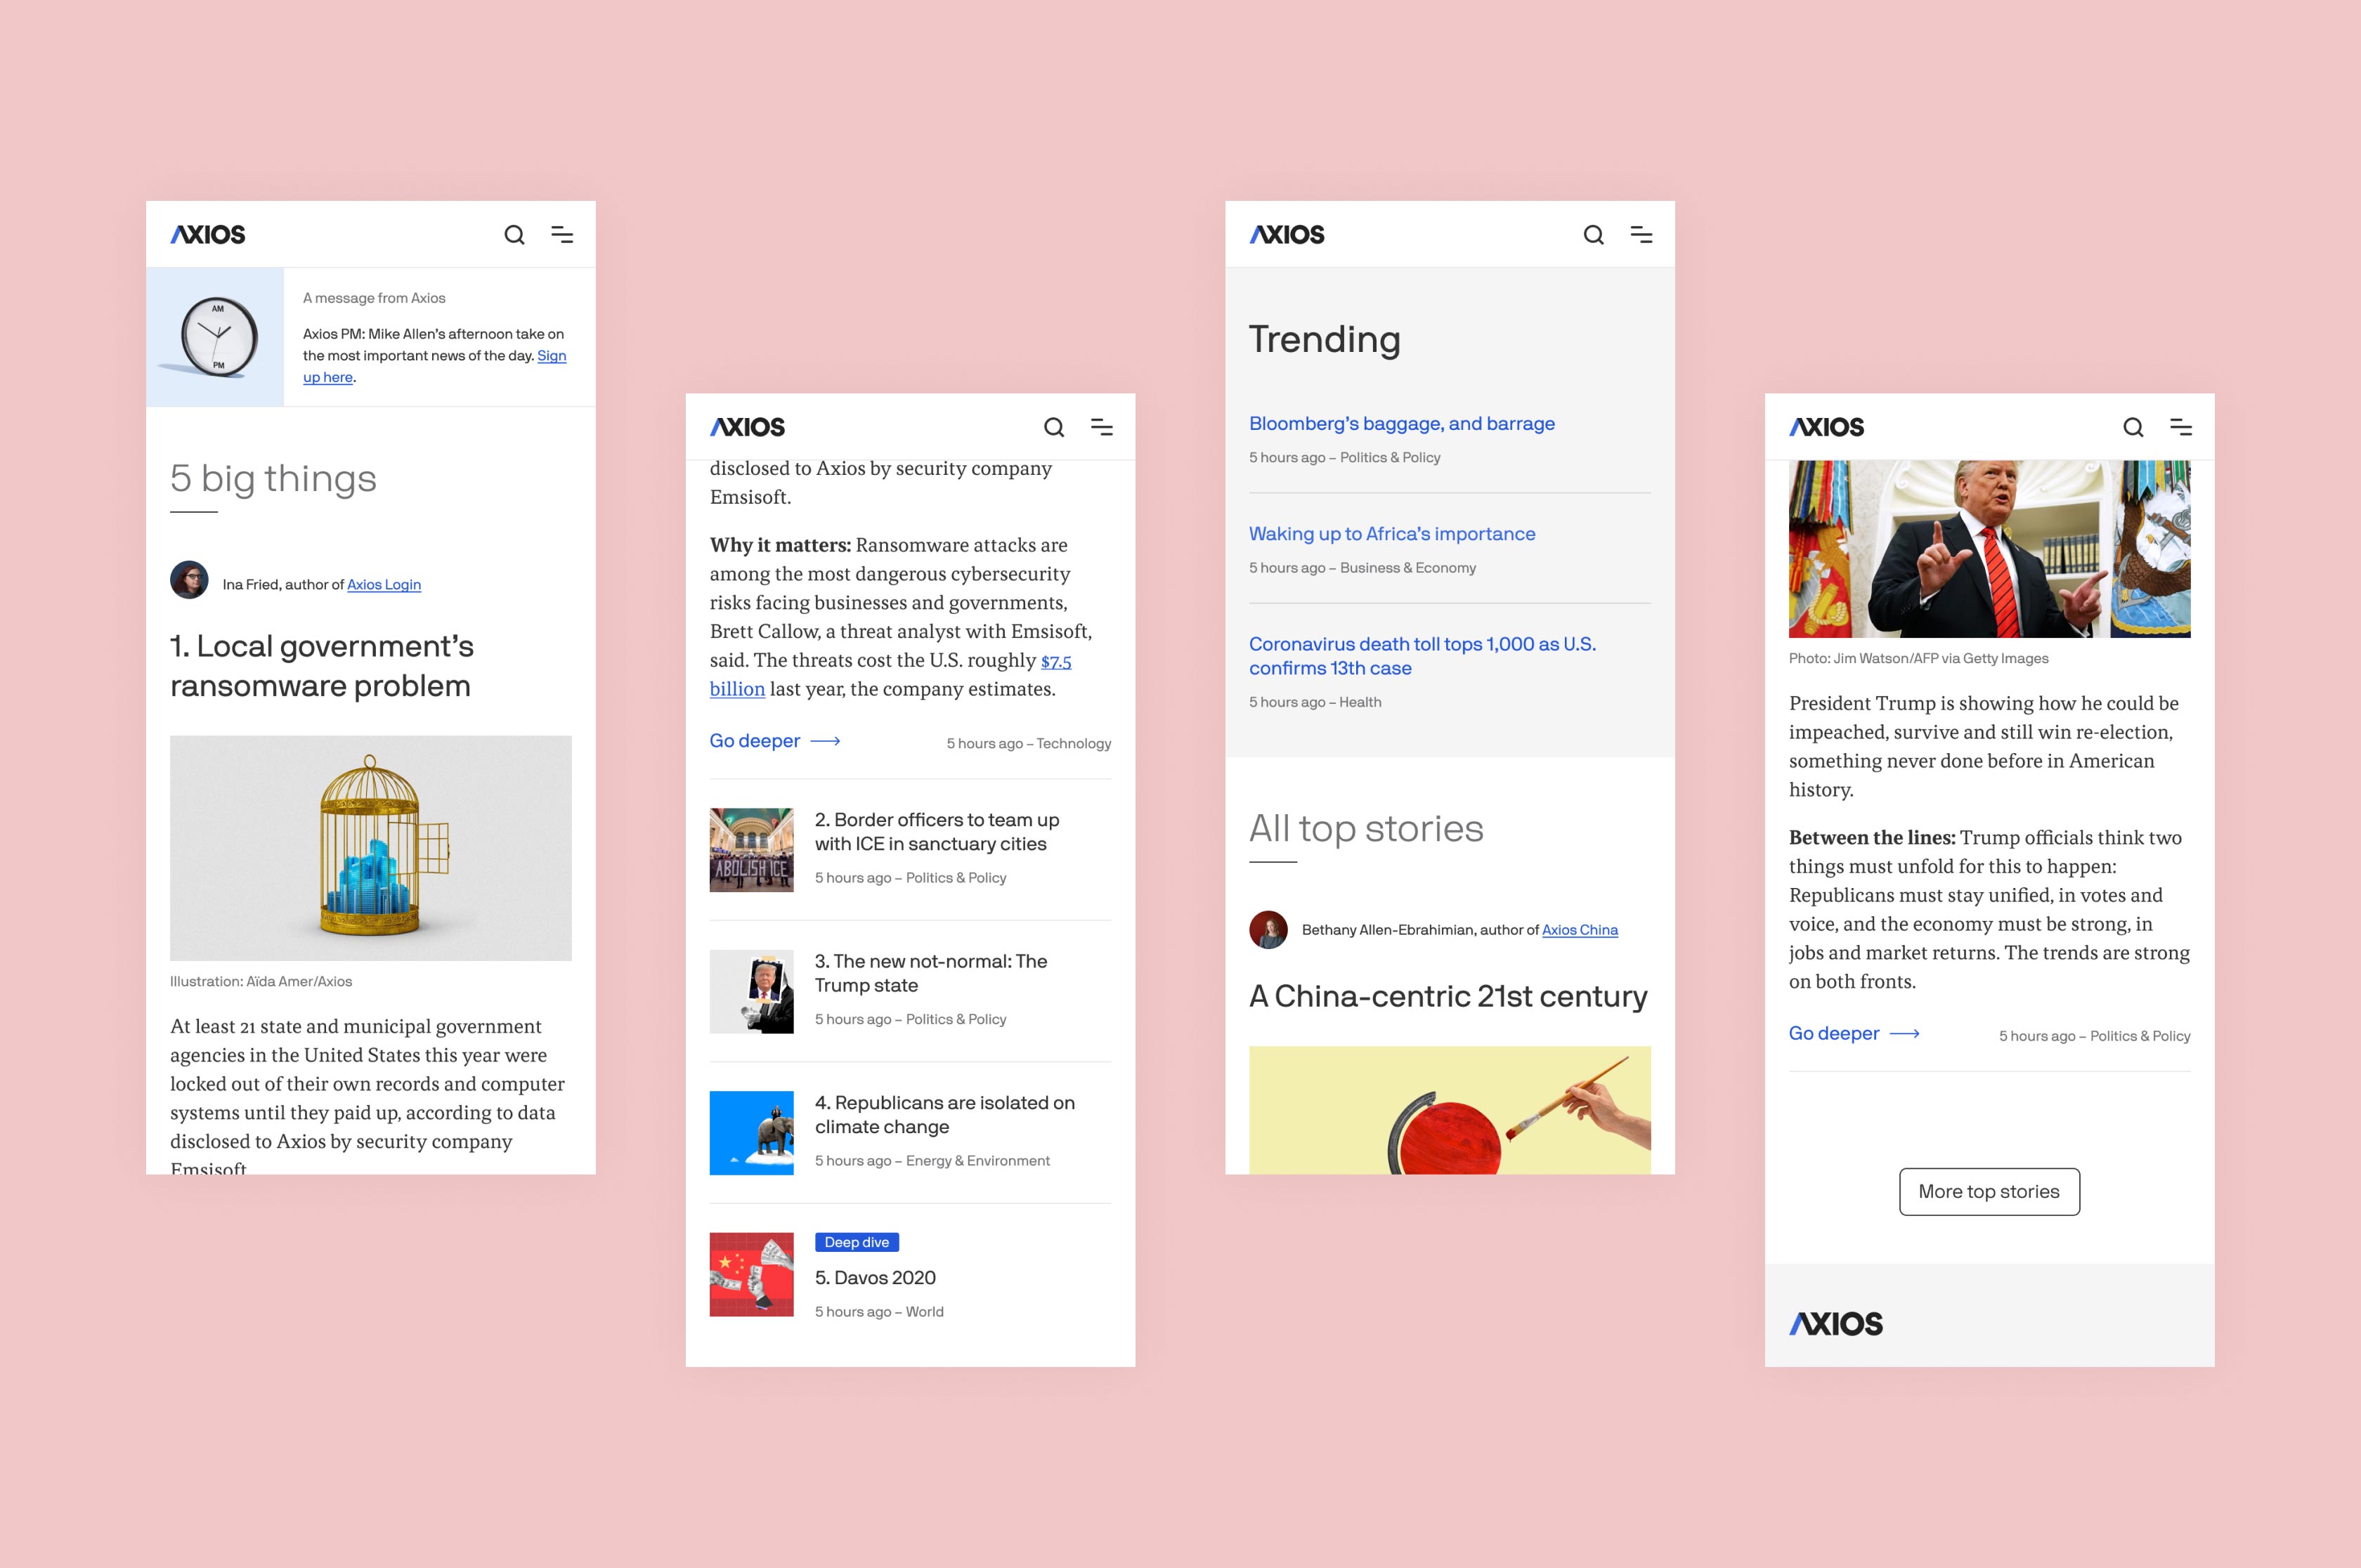 AXIOS
AM
PM
A message from Axios
Axios PM: Mike Allen’s afternoon take on
the most important news of the day. Sign
up here.
5 big things
Ina Fried, author of Axios Login
1. Local government’s
ransomware problem
Illustration: Aïda Amer/Axios
At least 21 state and municipal government
agencies in the United States this year were
locked out of their own records and computer
systems until they paid up, according to data
disclosed to Axios by security company
Emsisoft
AXIOS
disclosed to Axios by security company
Emsisoft.
Why it matters: Ransomware attacks are
among the most dangerous cybersecurity
risks facing businesses and governments,
Brett Callow, a threat analyst with Emsisoft,
said. The threats cost the U.S. roughly $7.5
billion last year, the company estimates.
Go deeper
5 hours ago – Technology
ABOLISH ICE
2. Border officers to team up
with ICE in sanctuary cities
5 hours ago – Politics & Policy
3. The new not-normal: The
Trump state
5 hours ago – Politics & Policy
4. Republicans are isolated on
climate change
5 hours ago – Energy & Environment
Deep dive
5. Davos 2020
5 hours ago – World
AXIOS
Trending
Bloomberg’s baggage, and barrage
5 hours ago – Politics & Policy
Waking up to Africa’s importance
5 hours ago – Business & Economy
Coronavirus death toll tops 1,000 as U.S.
confirms 13th case
5 hours ago – Health
All top stories
Bethany Allen-Ebrahimian, author of Axios China
A China-centric 21st century
AXIOS
Photo: Jim Watson/AFP via Getty Images
President Trump is showing how he could be
impeached, survive and still win re-election,
something never done before in American
history.
Between the lines: Trump officials think two
things must unfold for this to happen:
Republicans must stay unified, in votes and
voice, and the economy must be strong, in
jobs and market returns. The trends are strong
on both fronts.
Go deeper
5 hours ago – Politics & Policy
More top stories
AXIOS